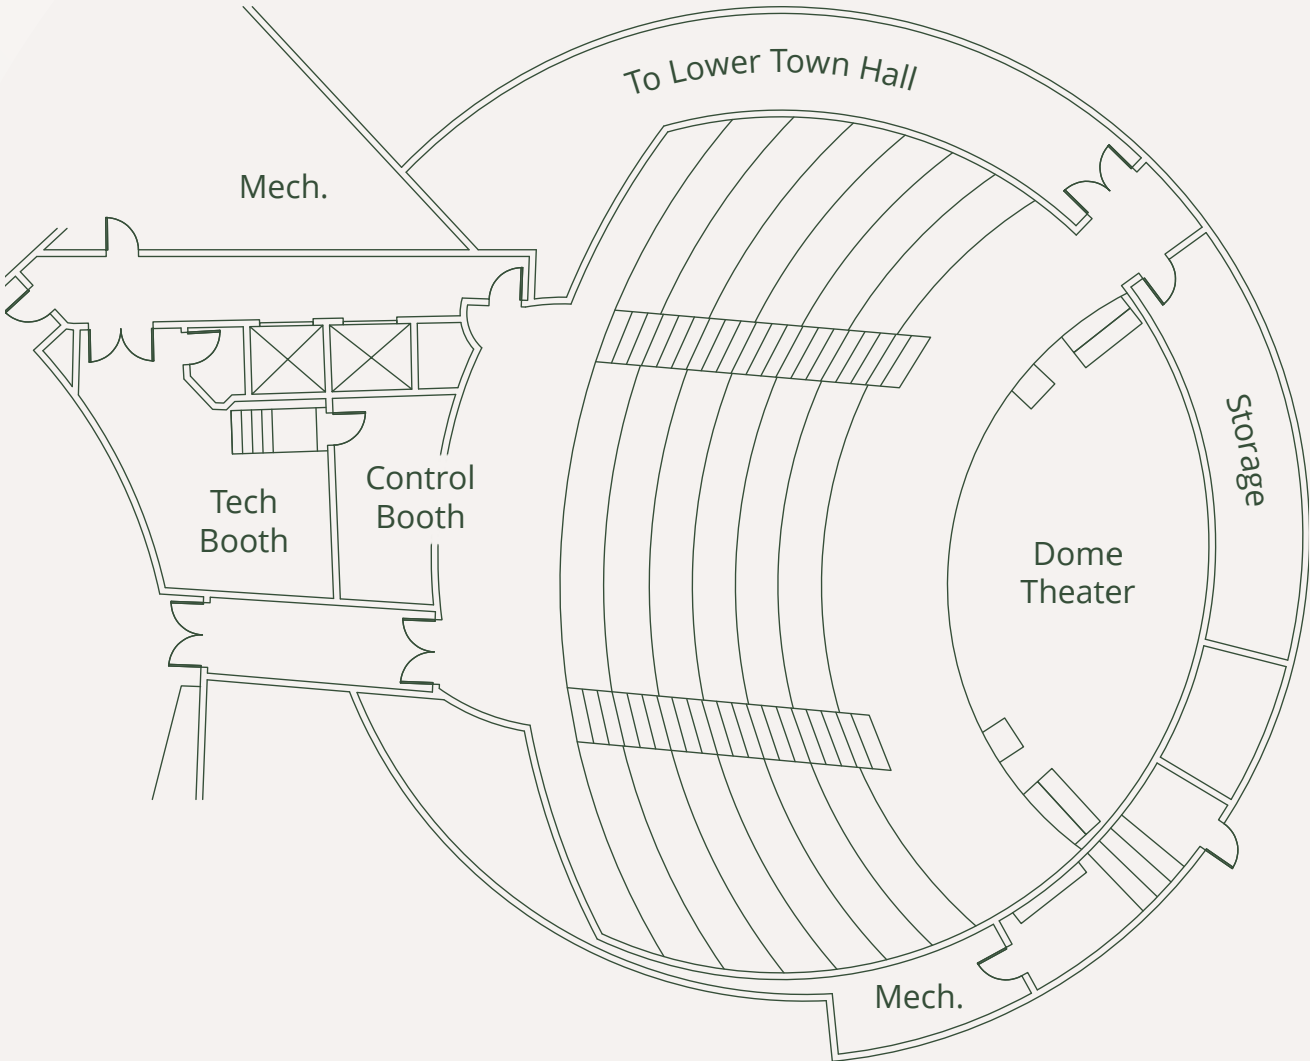 To Lower Town Hall
Mech.
Storage
Control
Booth
Tech
Booth
Dome
Theater
Mech.